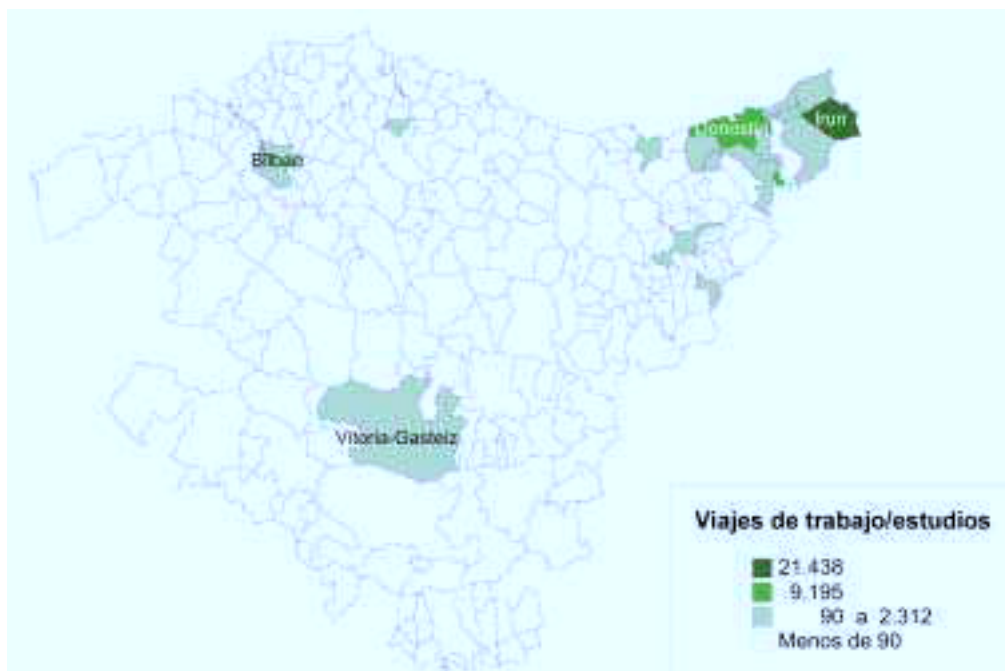 Donostia
Irun
Bilbao
Vitoria-Gasteiz
Viajes de trabajo/estudios
21.438
9.195
90 a 2.312
Menos de 90